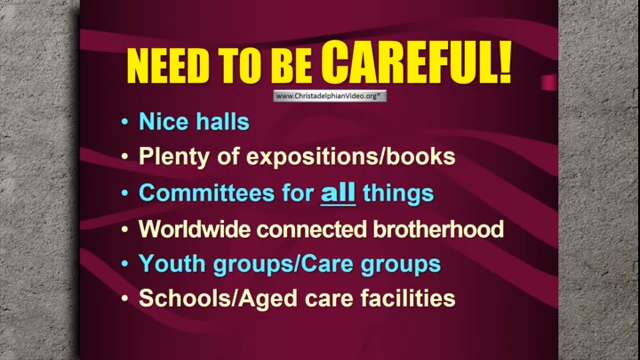 NEED TO BE CAREFUL!
www.ChristadelphianVideo.org®
• Nice halls
• Plenty of expositions/books
• Committees for all things
• Worldwide connected brotherhood
• Youth groups/Care groups
• Schools/Aged care facilities